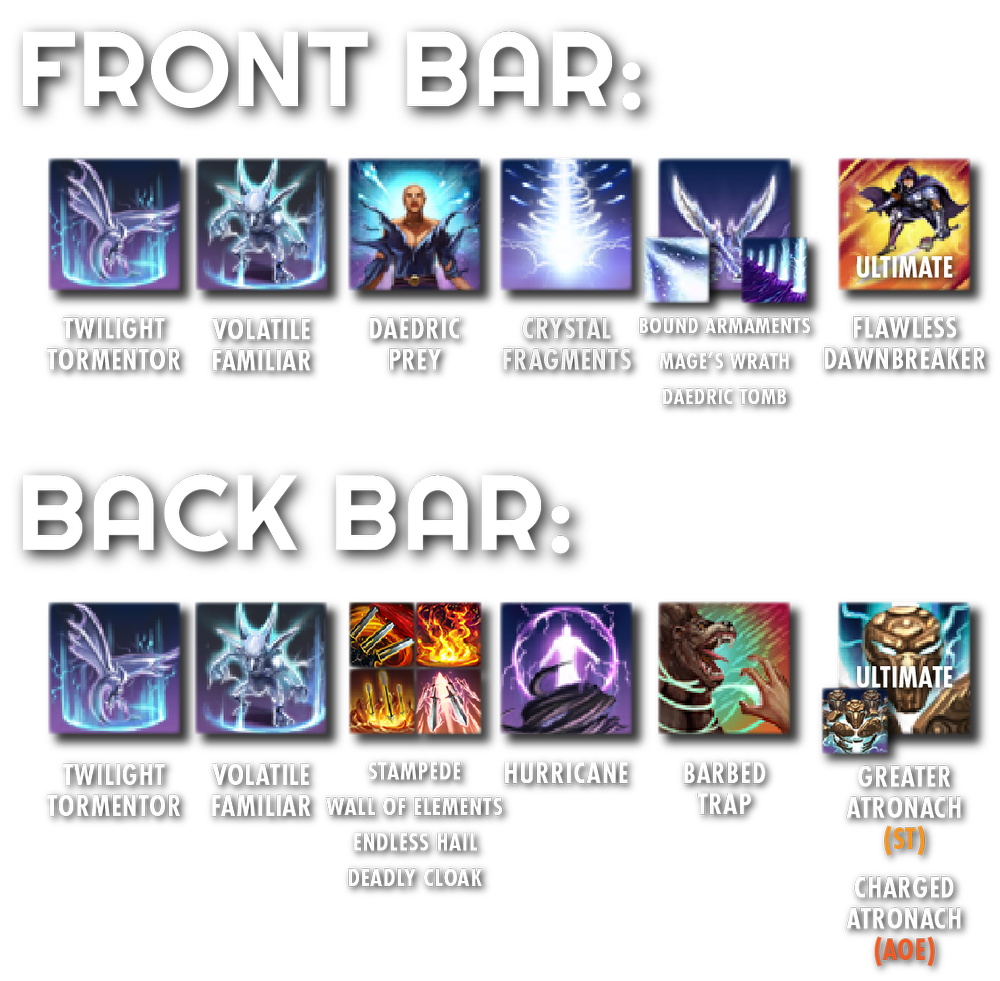 FRONT BAR:
ULTIMATE
TWILIGHT
TORMENTOR
VOLATILE
FAMILIAR
DAEDRIC
PREY
CRYSTAL
FRAGMENTS
BOUND ARMAMENTS
MAGE'S WRATH
DAEDRIC TOMB
FLAWLESS
DAWNBREAKER
BACK BAR:
ULTIMATE
TWILIGHT
TORMENTOR
VOLATILE
FAMILIAR
STAMPEDE
WALL OF ELEMENTS
ENDLESS HAIL
DEADLY CLOAK
HURRICANE
BARBED
TRAP
GREATER
ATRONACH
(ST)
CHARGED
ATRONACH
(AOE)